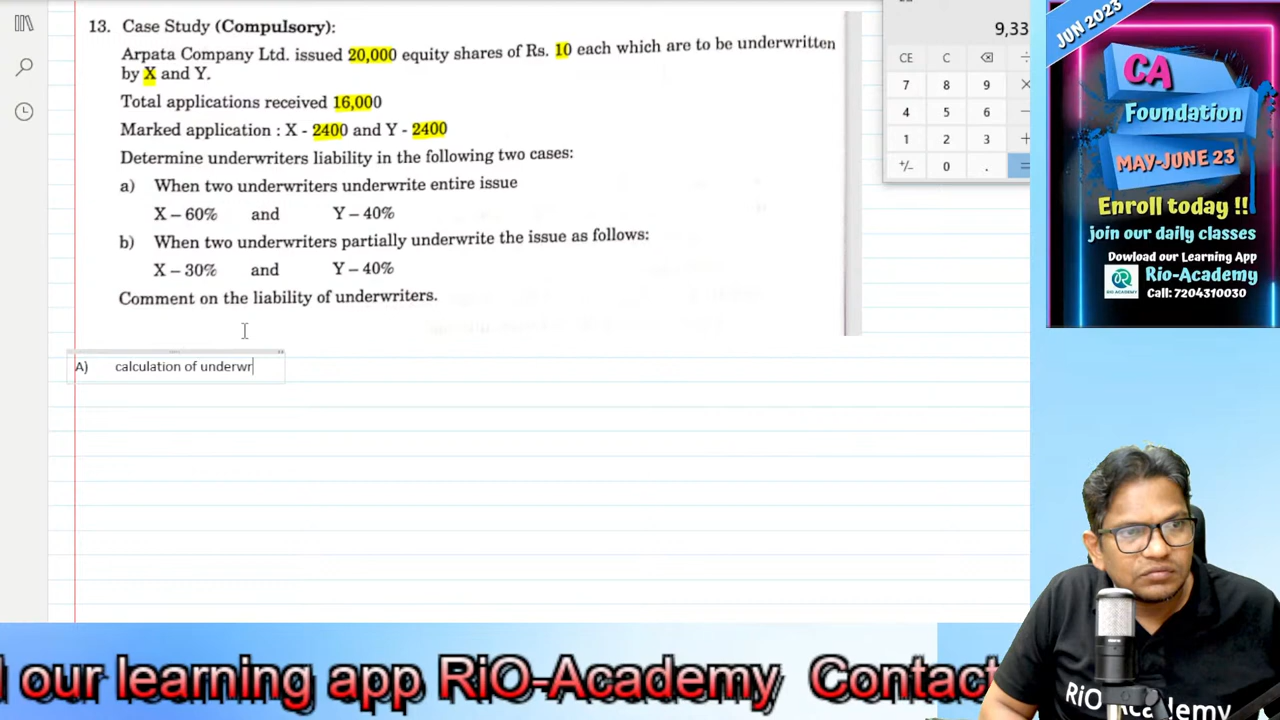 13. Case Study (Compulsory):
Arpata Company Ltd. issued 20,000 equity shares of Rs. 10 each which are to be underwritten
by X and Y.
Total applications received 16,000
Marked application : X - 2400 and Y - 2400
Determine underwriters liability in the following two cases:
a) When two underwriters underwrite entire issue
X – 60% and Y – 40%
b) When two underwriters partially underwrite the issue as follows:
X – 30% and Y – 40%
Comment on the liability of underwriters.
A) calculation of underwr
9,33
CE C ⌫ ÷
7 8 9 ×
4 5 6 −
1 2 3 +
+/− 0 . =
JUN 2023
CA
Foundation
MAY-JUNE 23
Enroll today !!
join our daily classes
Dowload our Learning App
RIO ACADEMY
Rio-Academy
Call: 7204310030
RiO Academy
our learning app RiO-Academy Contact